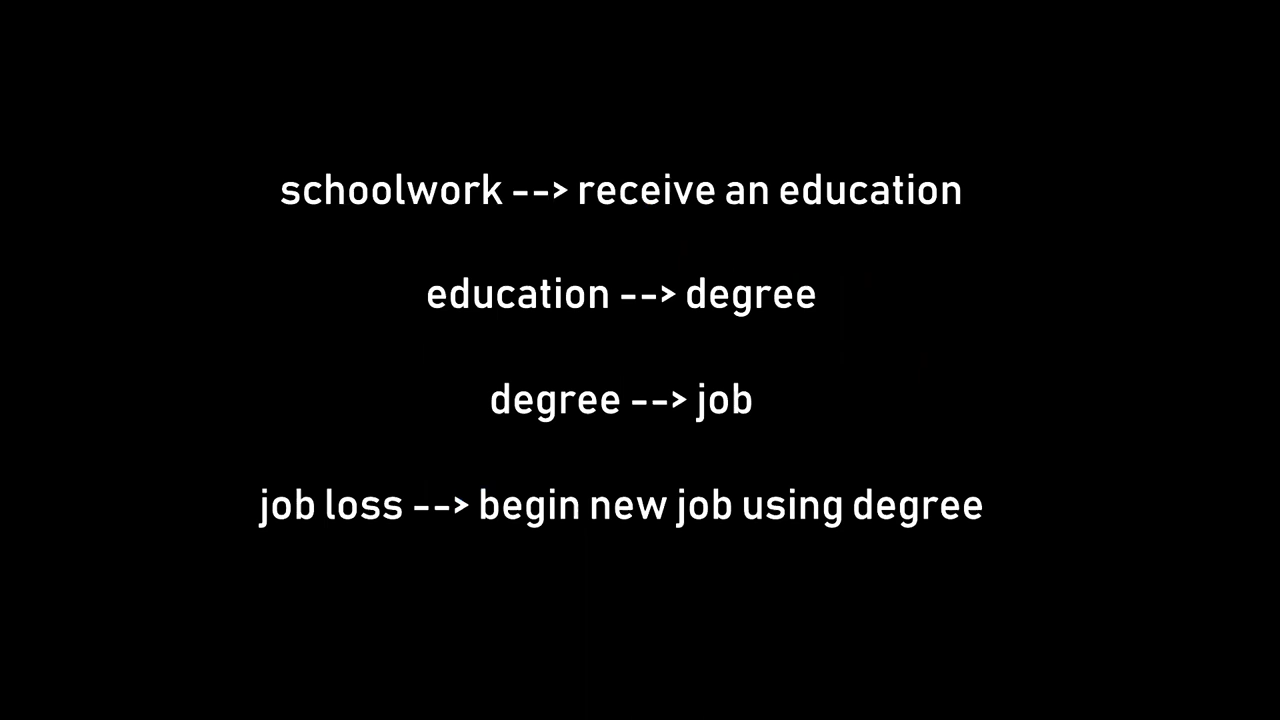 schoolwork --> receive an education
education --> degree
degree --> job
job loss --> begin new job using degree